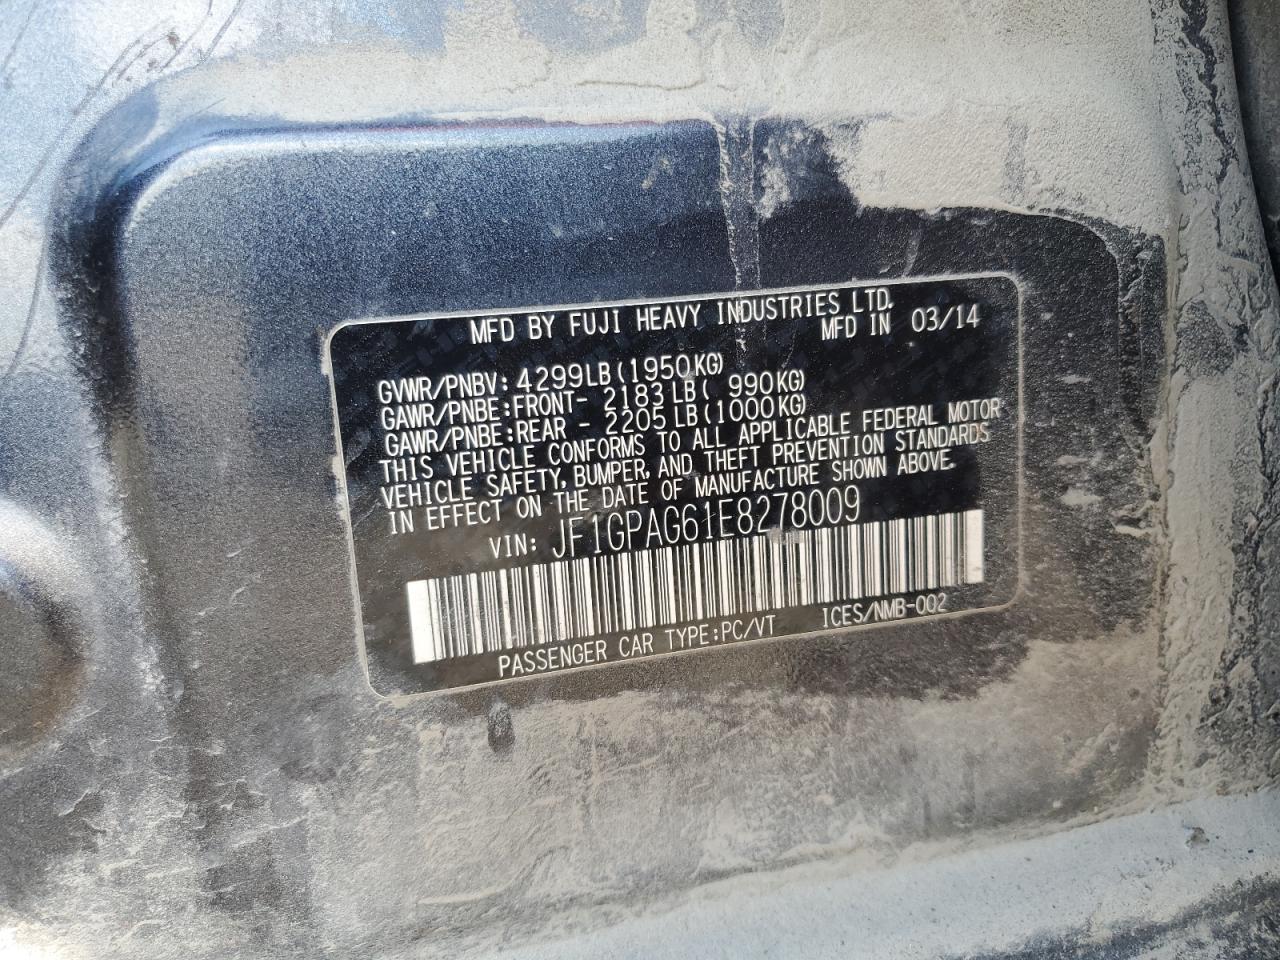 MFD BY FUJI HEAVY INDUSTRIES LTD.
MFD IN 03/14
GVWR/PNBV: 4299LB (1950KG)
GAWR/PNBE:FRONT- 2183LB ( 990KG)
GAWR/PNBE:REAR - 2205LB (1000KG)
THIS VEHICLE CONFORMS TO ALL APPLICABLE FEDERAL MOTOR
VEHICLE SAFETY, BUMPER, AND THEFT PREVENTION STANDARDS
IN EFFECT ON THE DATE OF MANUFACTURE SHOWN ABOVE.
VIN: JF1GPAG61E8278009
PASSENGER CAR TYPE:PC/VT ICES/NMB-002